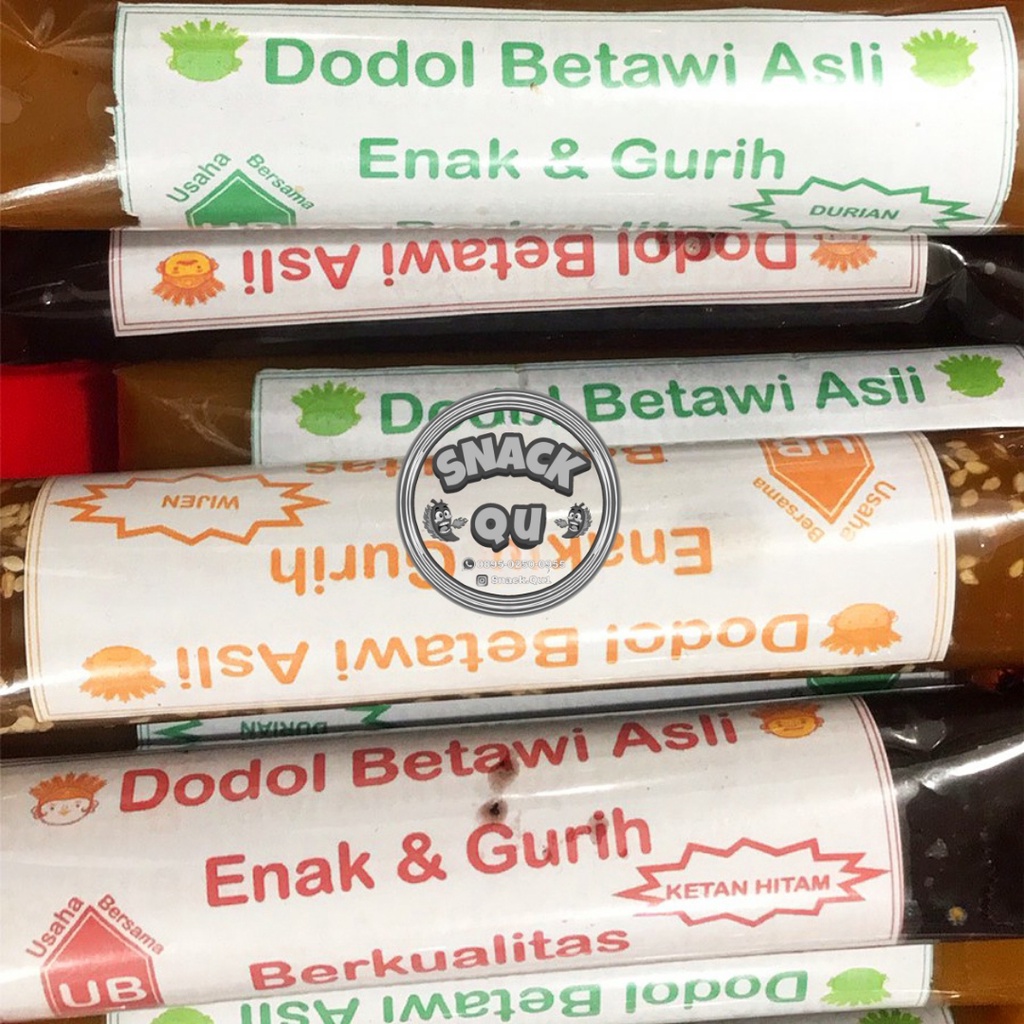 Dodol Betawi Asli
Enak & Gurih
Usaha Bersama
UB
DURIAN
Dodol Betawi Asli
Dodol Betawi Asli
SNACK
QU
Snack.Qu1
UB
Usaha Bersama
WIJEN
Enak & Gurih
Dodol Betawi Asli
DURIAN
Dodol Betawi Asli
Enak & Gurih
KETAN HITAM
Usaha Bersama
UB
Berkualitas
Dodol Betawi Asli